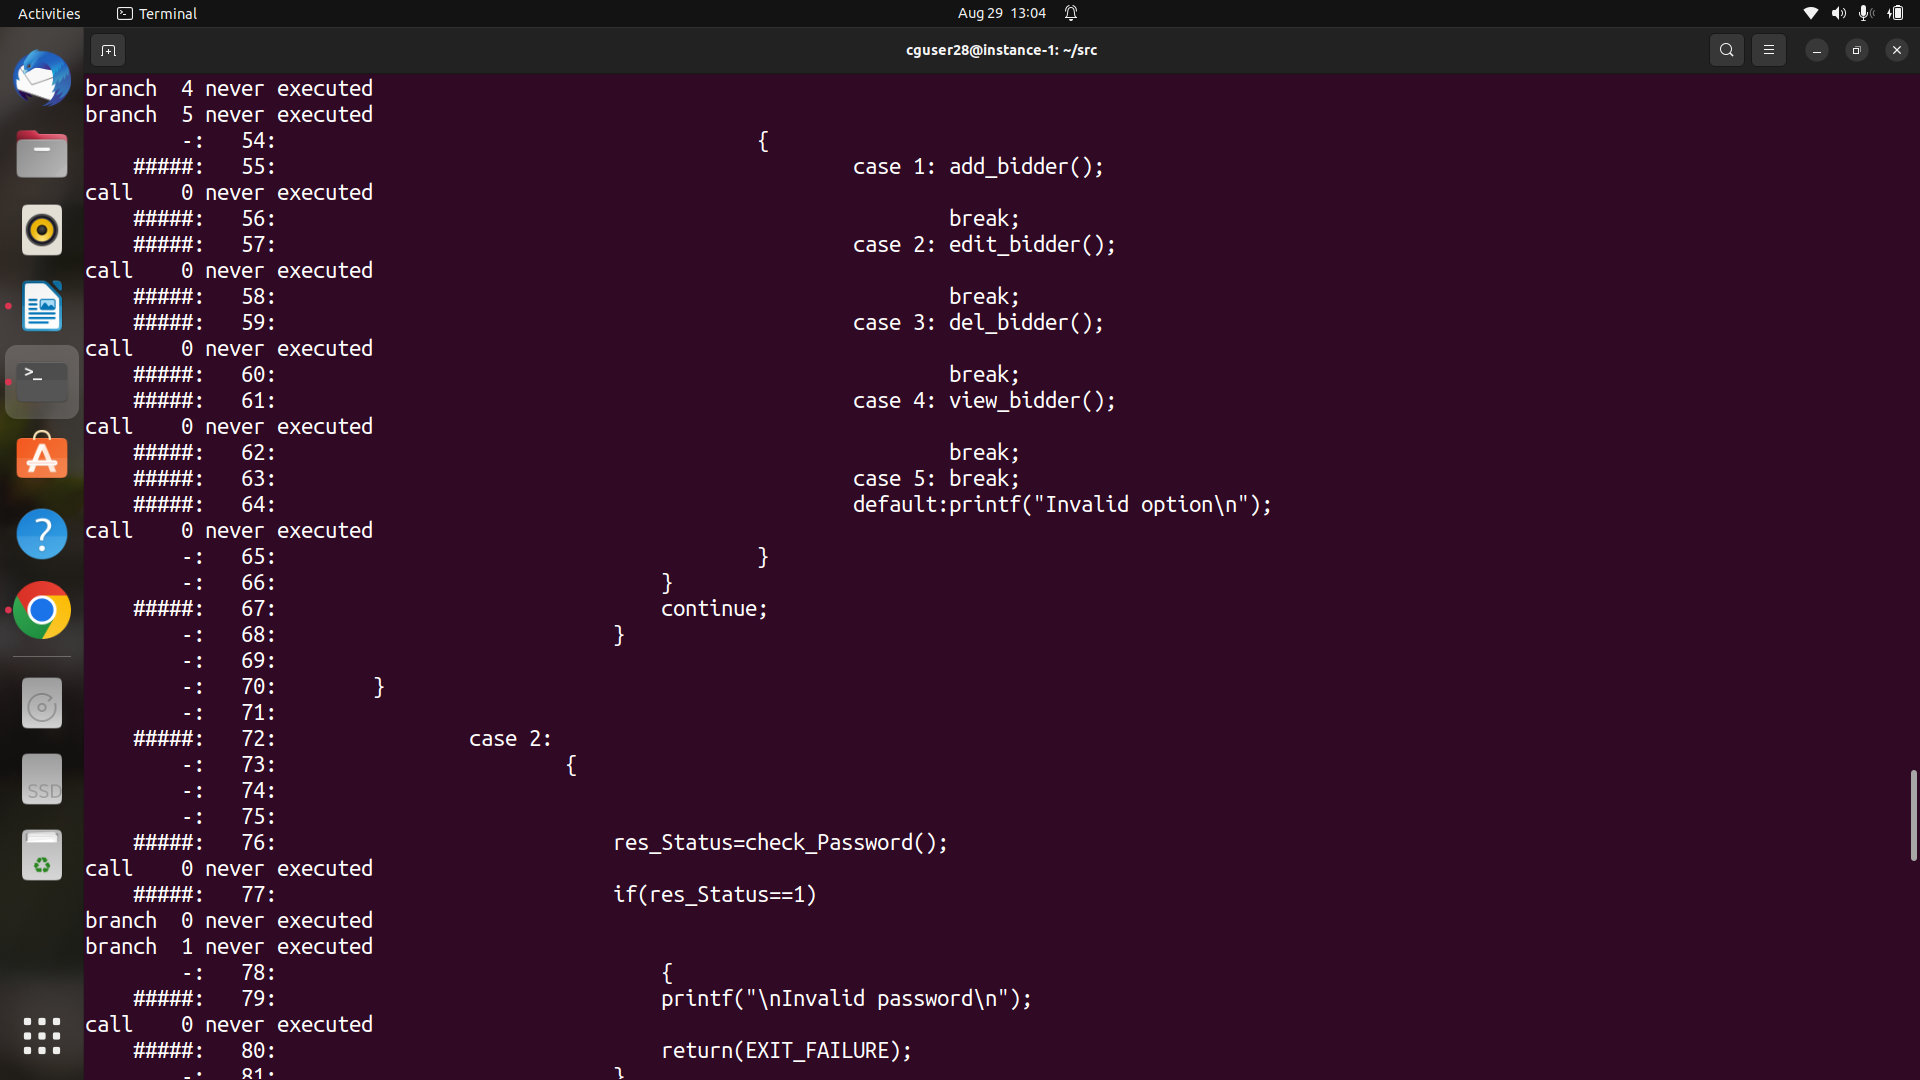 Activities Terminal Aug 29 13:04
cguser28@instance-1: ~/src
branch  4 never executed
branch  5 never executed
        -:   54:                                        {
    #####:   55:                                                case 1: add_bidder();
call    0 never executed
    #####:   56:                                                        break;
    #####:   57:                                                case 2: edit_bidder();
call    0 never executed
    #####:   58:                                                        break;
    #####:   59:                                                case 3: del_bidder();
call    0 never executed
    #####:   60:                                                        break;
    #####:   61:                                                case 4: view_bidder();
call    0 never executed
    #####:   62:                                                        break;
    #####:   63:                                                case 5: break;
    #####:   64:                                                default:printf("Invalid option\n");
call    0 never executed
        -:   65:                                        }
        -:   66:                                }
    #####:   67:                                continue;
        -:   68:                            }
        -:   69:
        -:   70:        }
        -:   71:
    #####:   72:                case 2:
        -:   73:                        {
        -:   74:
        -:   75:
    #####:   76:                            res_Status=check_Password();
call    0 never executed
    #####:   77:                            if(res_Status==1)
branch  0 never executed
branch  1 never executed
        -:   78:                                {
    #####:   79:                                printf("\nInvalid password\n");
call    0 never executed
    #####:   80:                                return(EXIT_FAILURE);
        -:   81:                            }
SSD